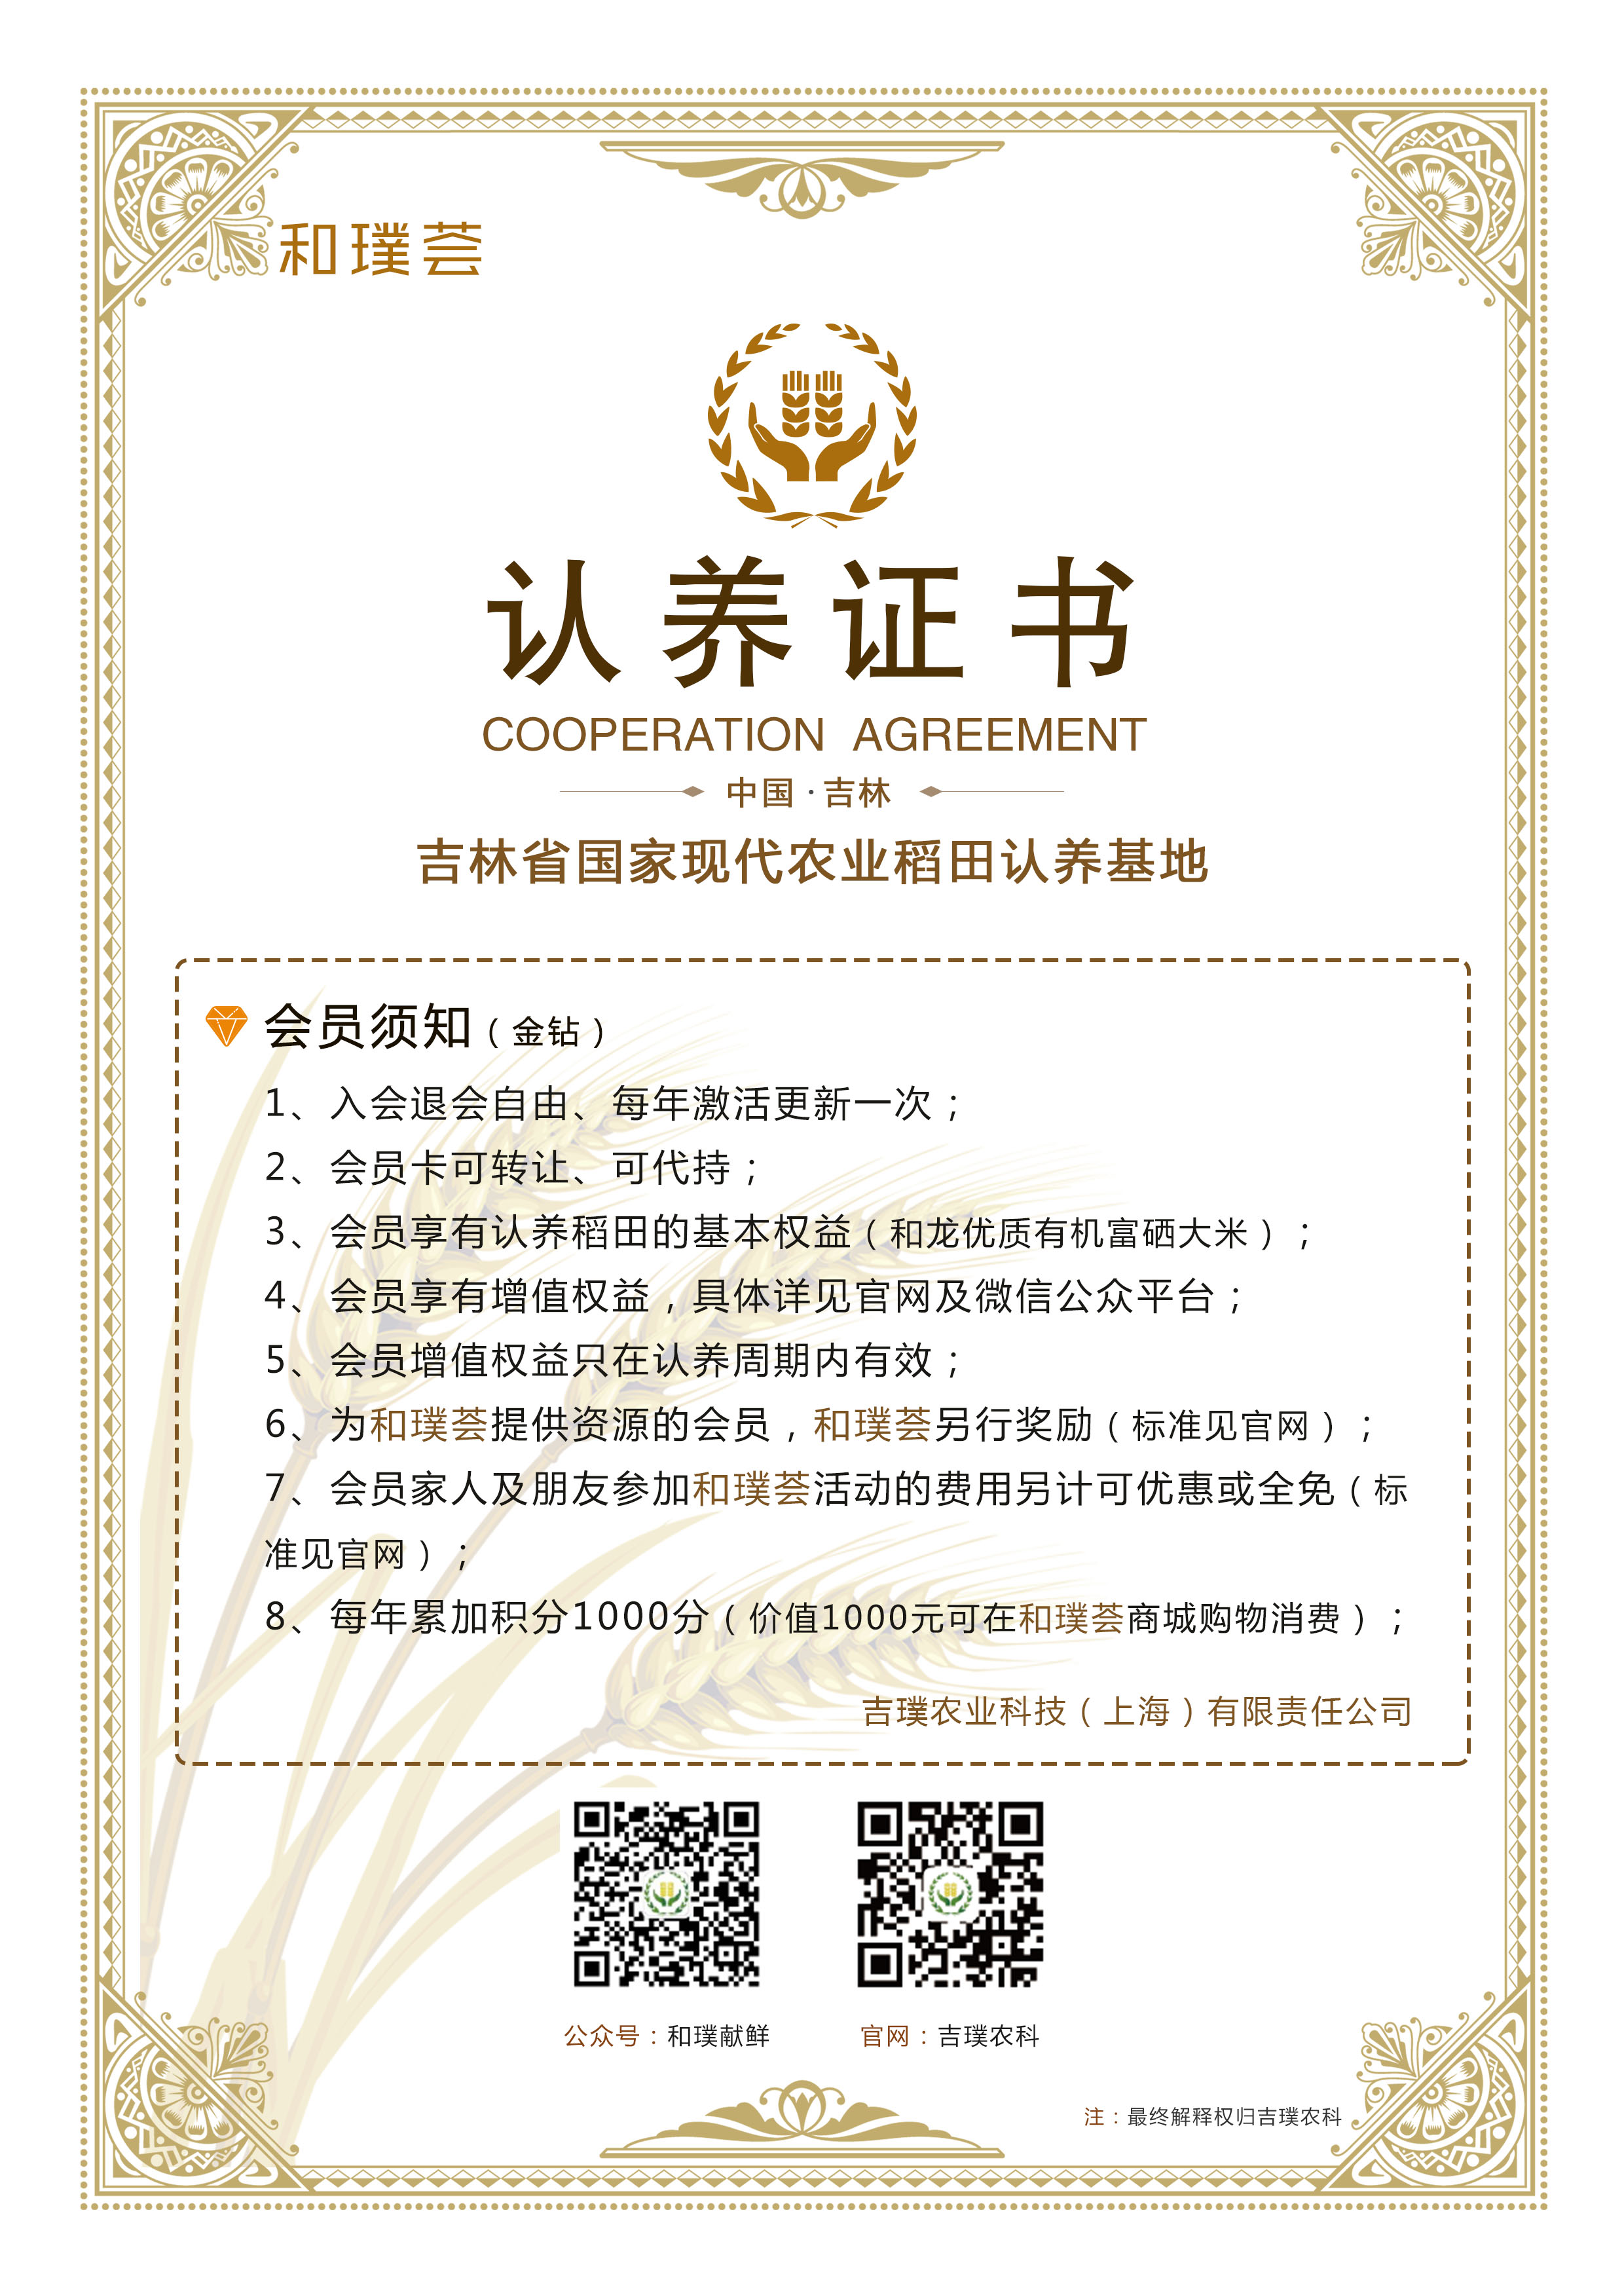 和璞荟
认养证书
COOPERATION AGREEMENT
中国·吉林
吉林省国家现代农业稻田认养基地
会员须知（金钻）
1、入会退会自由、每年激活更新一次；
2、会员卡可转让、可代持；
3、会员享有认养稻田的基本权益（和龙优质有机富硒大米）；
4、会员享有增值权益，具体详见官网及微信公众平台；
5、会员增值权益只在认养周期内有效；
6、为和璞荟提供资源的会员，和璞荟另行奖励（标准见官网）；
7、会员家人及朋友参加和璞荟活动的费用另计可优惠或全免（标
准见官网）；
8、每年累加积分1000分（价值1000元可在和璞荟商城购物消费）；
吉璞农业科技（上海）有限责任公司
公众号：和璞献鲜
官网：吉璞农科
注：最终解释权归吉璞农科